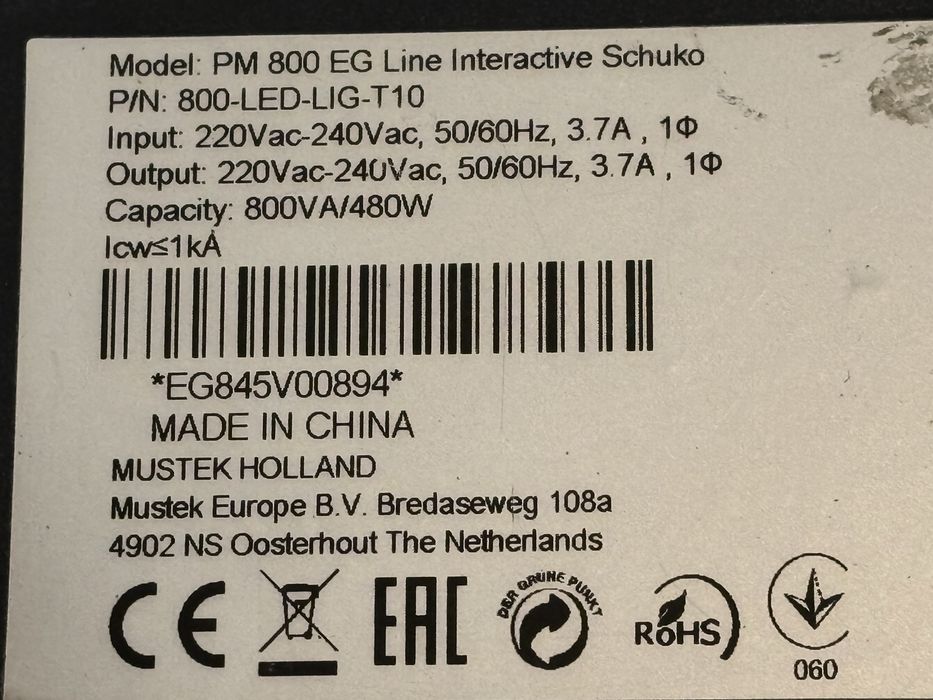 Model: PM 800 EG Line Interactive Schuko
P/N: 800-LED-LIG-T10
Input: 220Vac-240Vac, 50/60Hz, 3.7A , 1Φ
Output: 220Vac-240Vac, 50/60Hz, 3.7A , 1Φ
Capacity: 800VA/480W
Icw≤1kA
*EG845V00894*
MADE IN CHINA
MUSTEK HOLLAND
Mustek Europe B.V. Bredaseweg 108a
4902 NS Oosterhout The Netherlands
CE EAC DER GRÜNE PUNKT RoHS
060